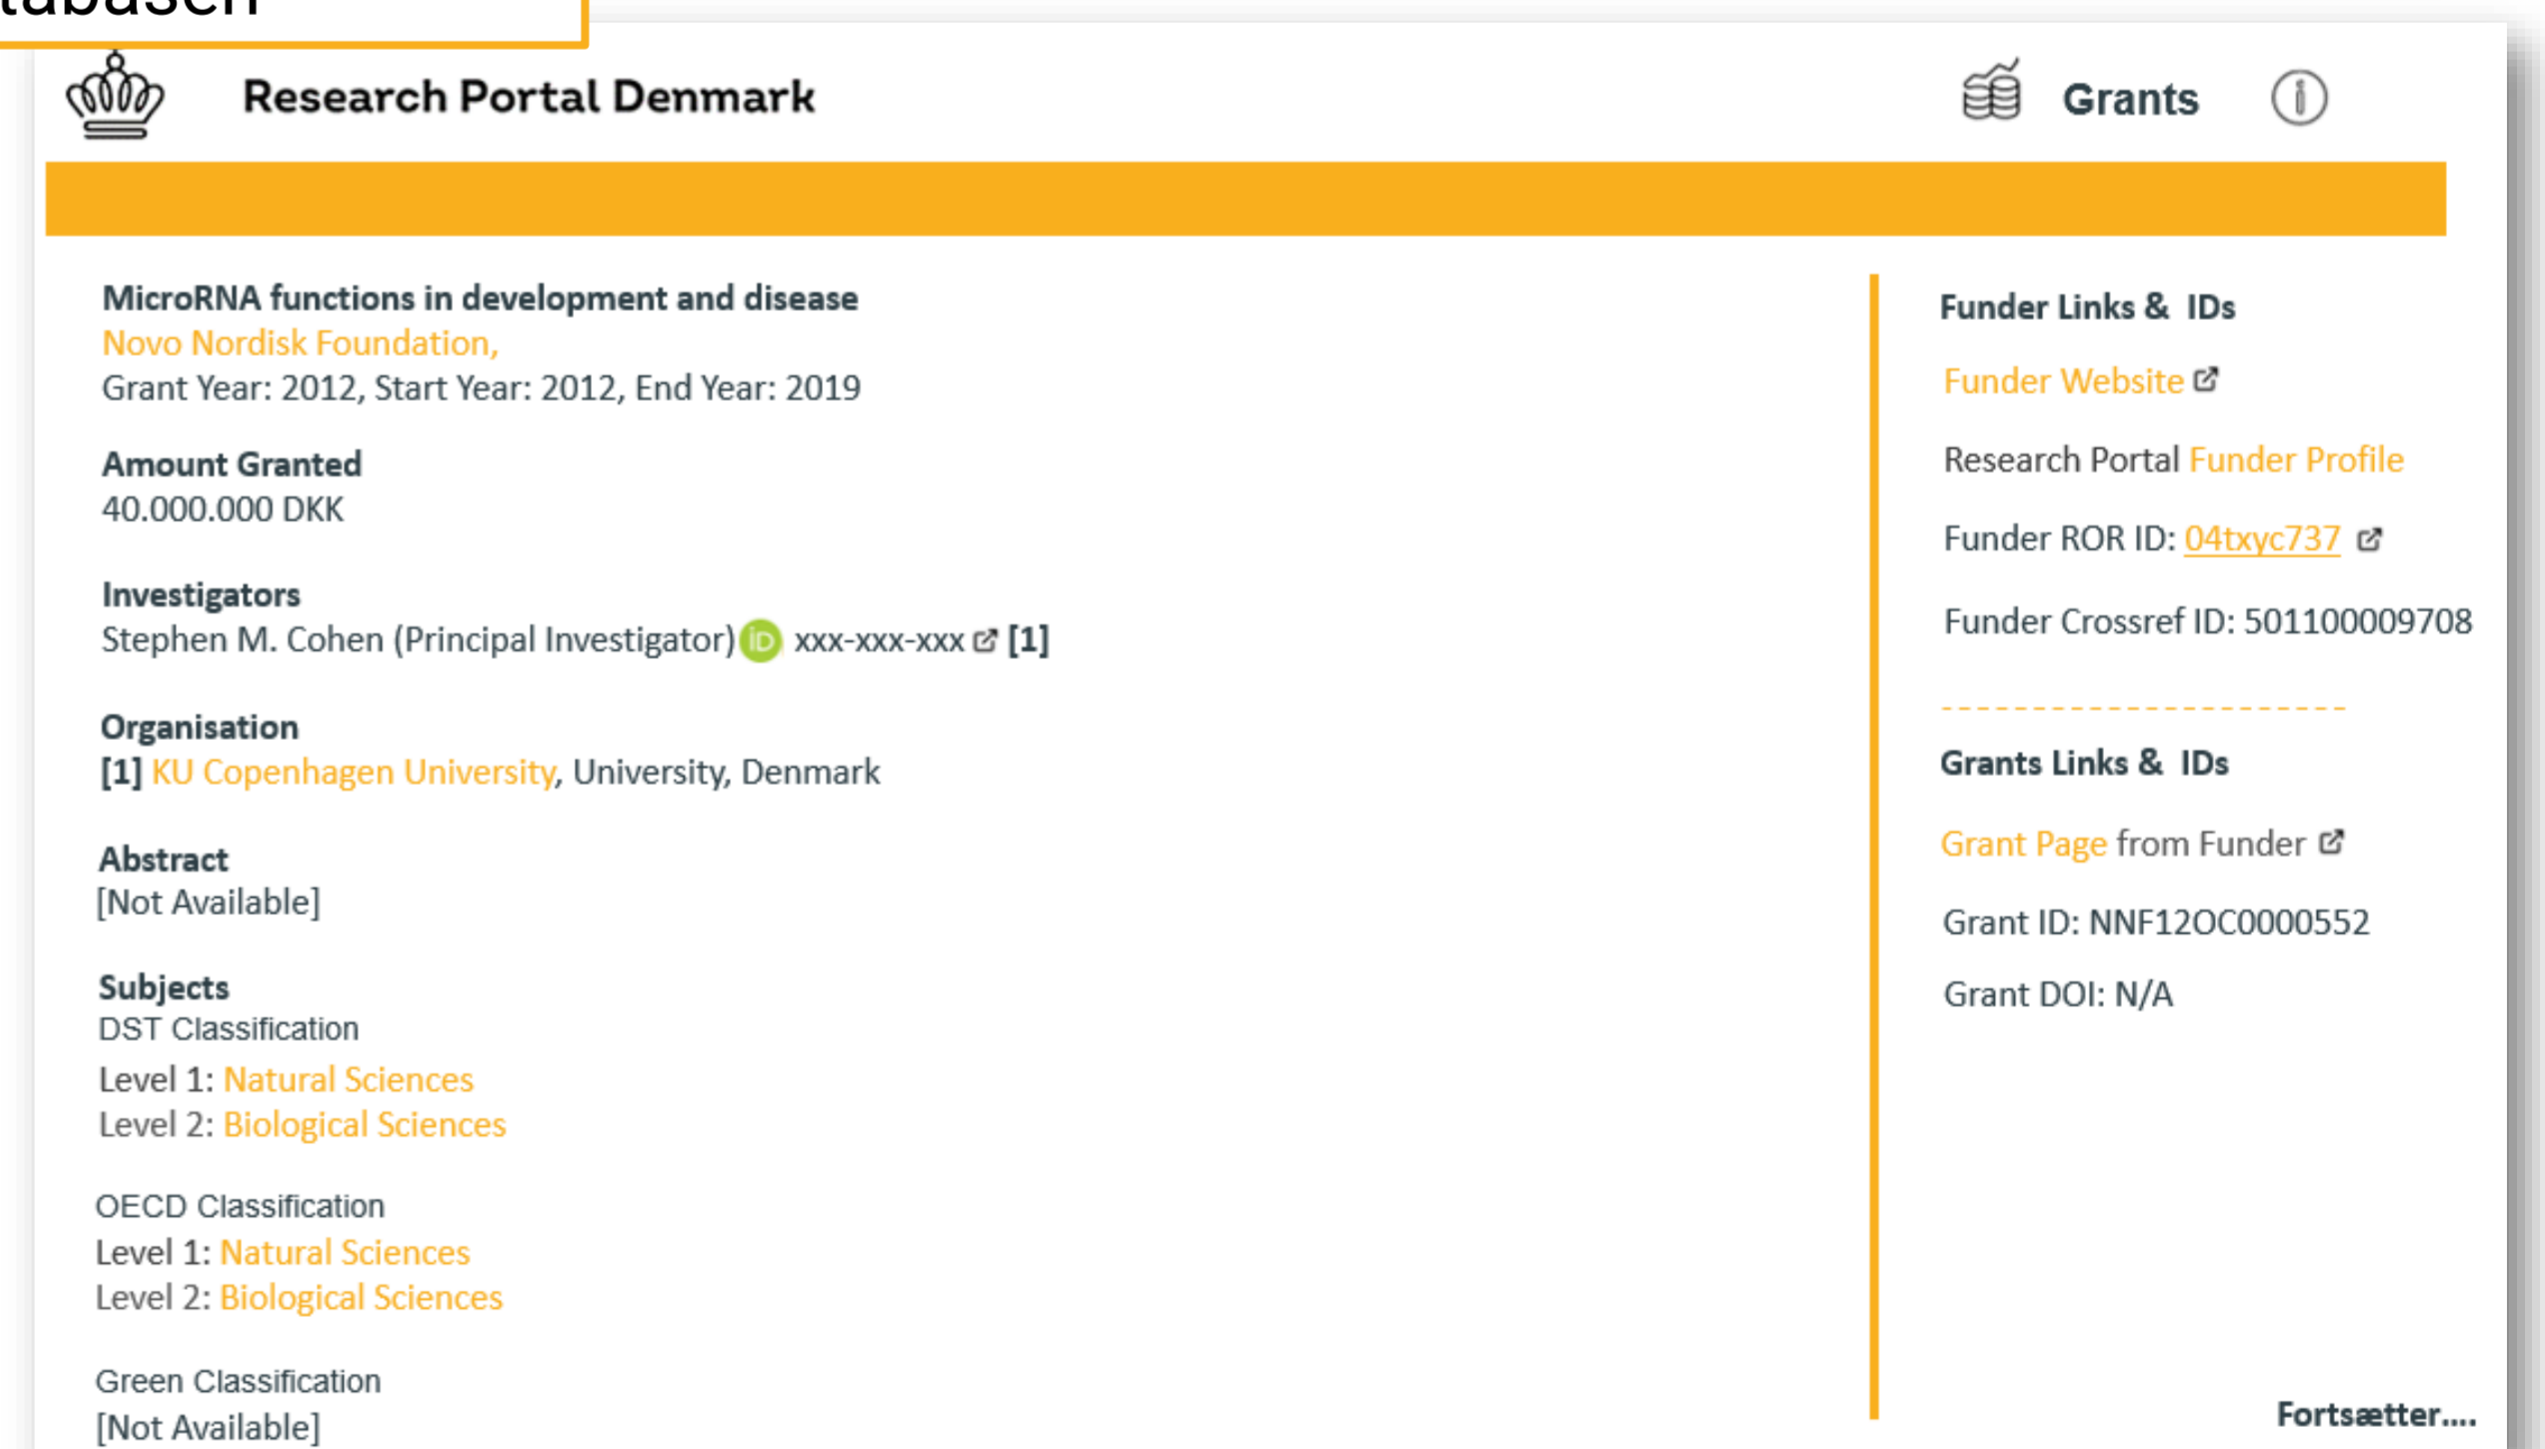 Research Portal Denmark
Grants
MicroRNA functions in development and disease
Novo Nordisk Foundation,
Grant Year: 2012, Start Year: 2012, End Year: 2019
Amount Granted
40.000.000 DKK
Investigators
Stephen M. Cohen (Principal Investigator) iD xxx-xxx-xxx [1]
Organisation
[1] KU Copenhagen University, University, Denmark
Abstract
[Not Available]
Subjects
DST Classification
Level 1: Natural Sciences
Level 2: Biological Sciences
OECD Classification
Level 1: Natural Sciences
Level 2: Biological Sciences
Green Classification
[Not Available]
Funder Links & IDs
Funder Website
Research Portal Funder Profile
Funder ROR ID: 04txyc737
Funder Crossref ID: 501100009708
Grants Links & IDs
Grant Page from Funder
Grant ID: NNF12OC0000552
Grant DOI: N/A
Fortsætter....